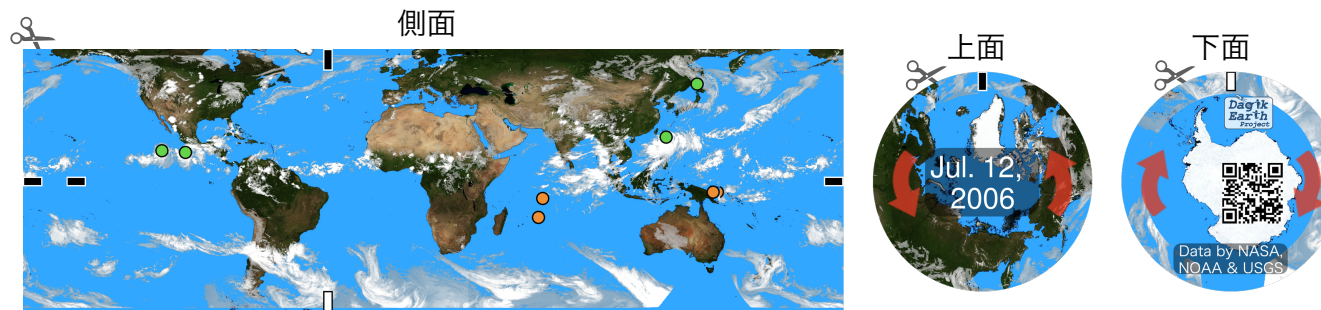 側面
上面
下面
Jul. 12,
2006
Dagik
Earth
Project
Data by NASA,
NOAA & USGS